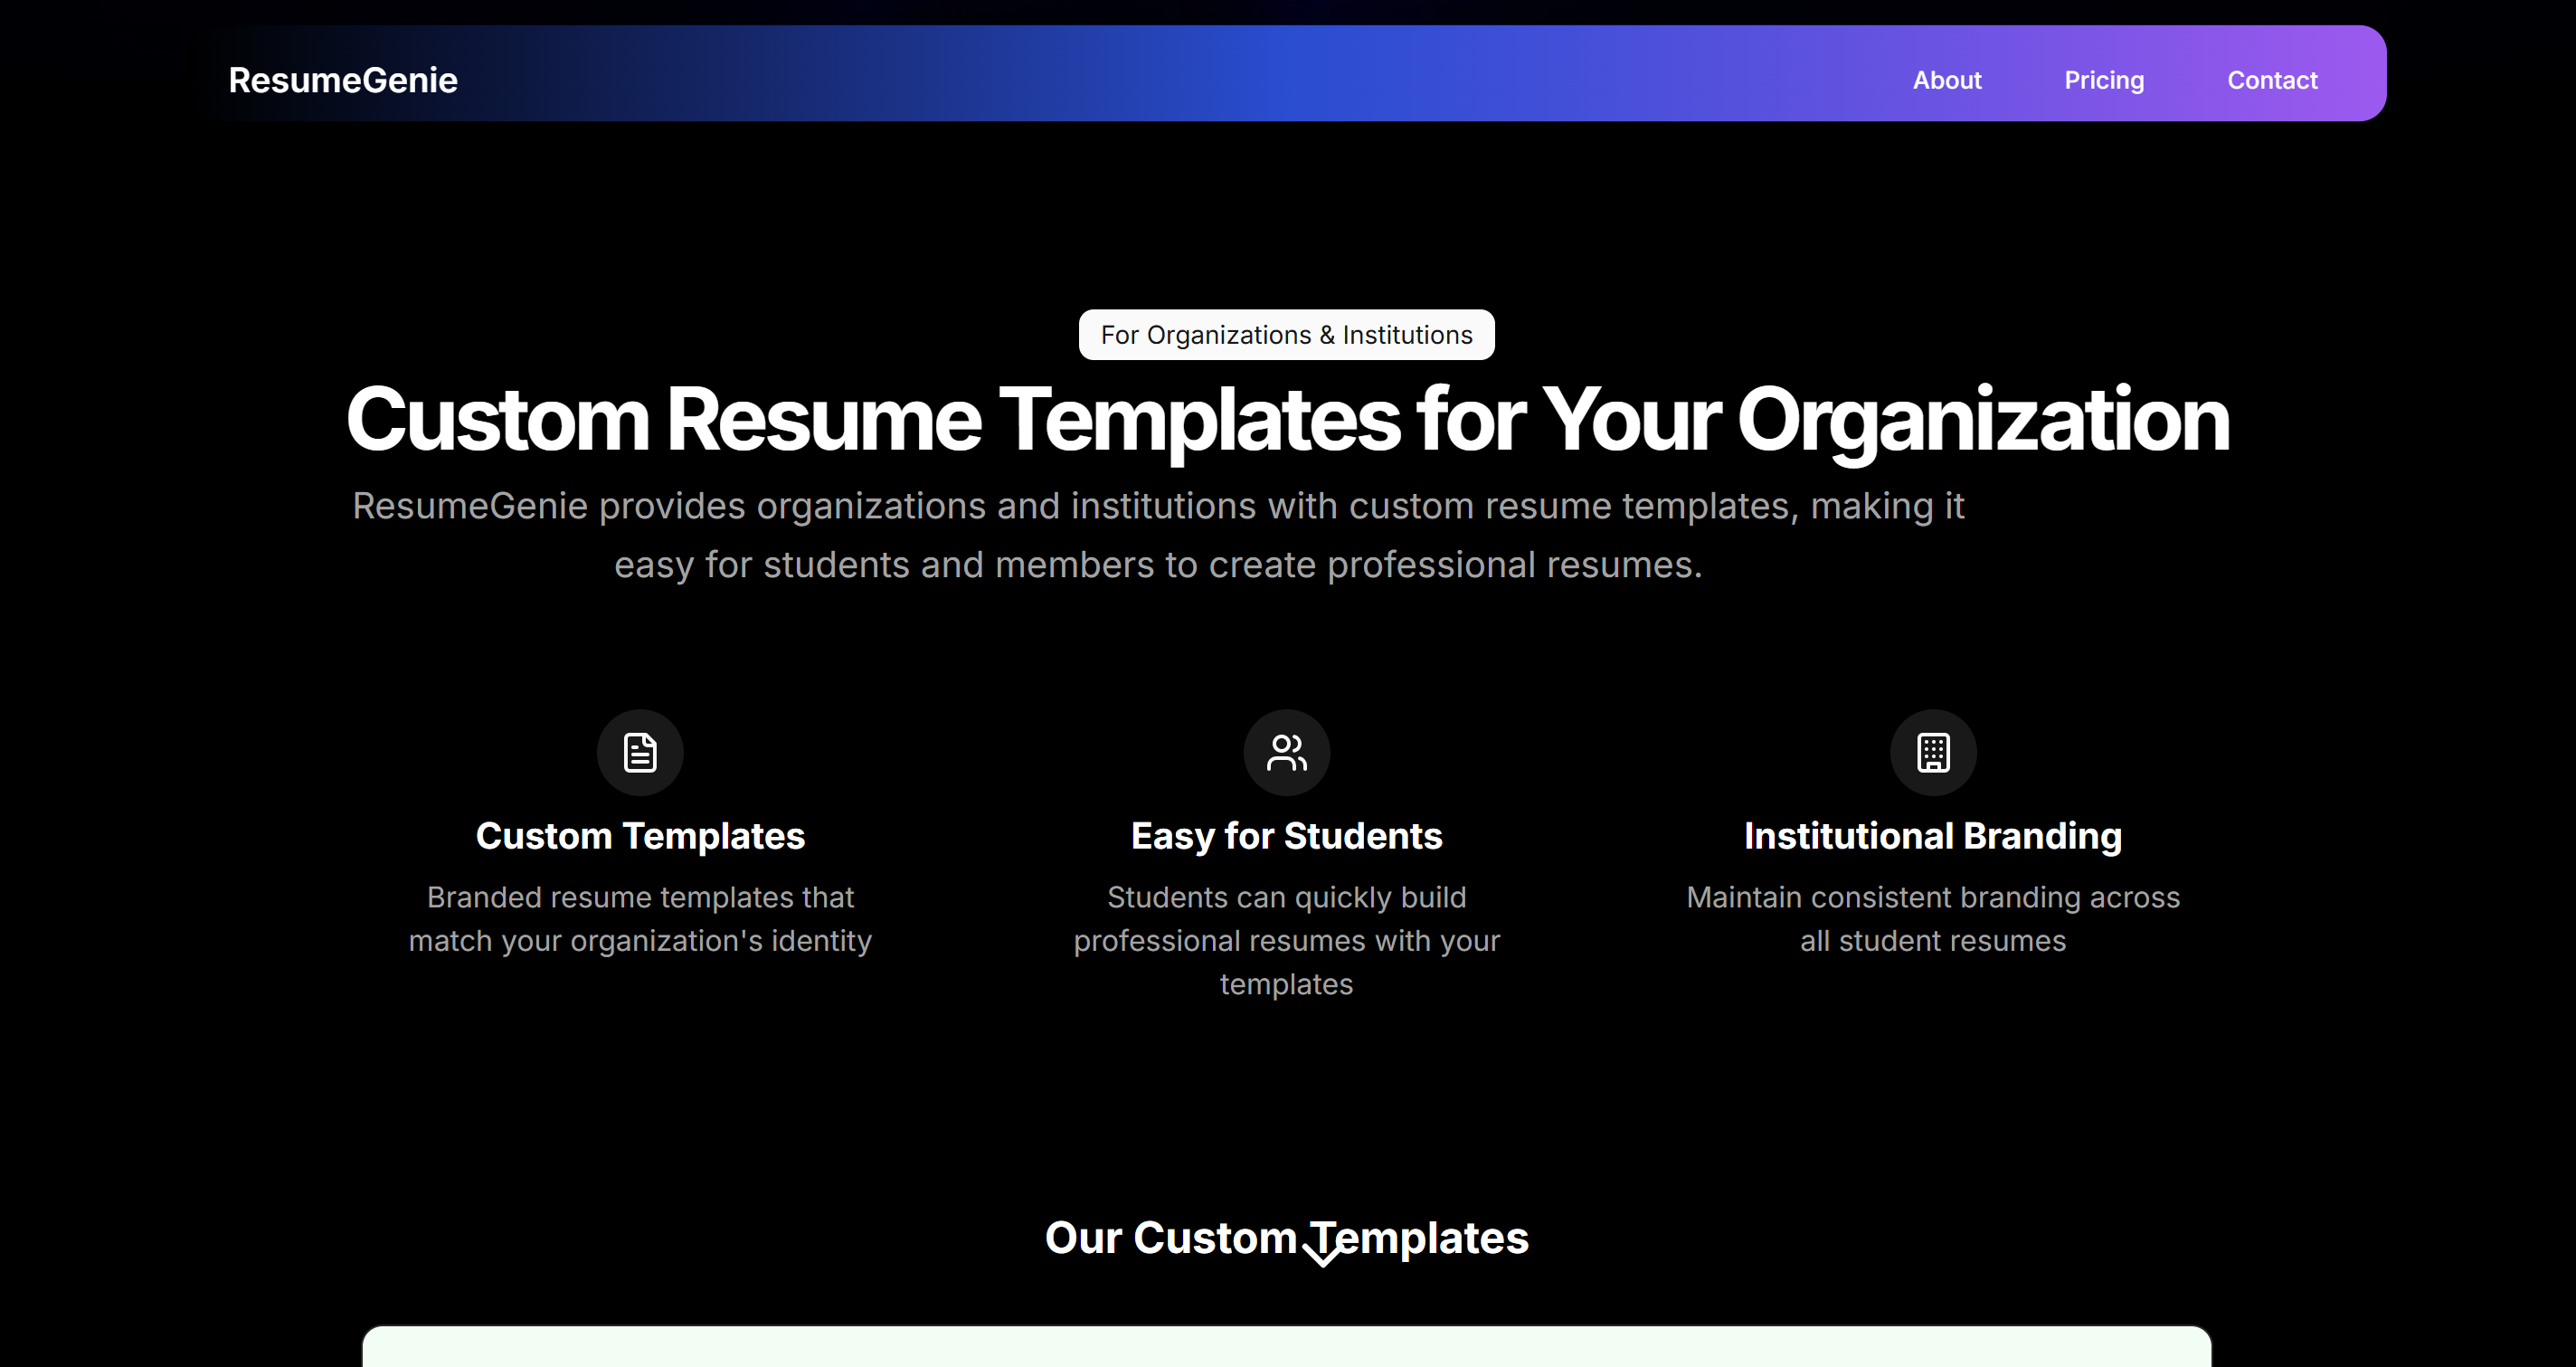 ResumeGenie
About
Pricing
Contact
For Organizations & Institutions
Custom Resume Templates for Your Organization
ResumeGenie provides organizations and institutions with custom resume templates, making it
easy for students and members to create professional resumes.
Custom Templates
Branded resume templates that
match your organization's identity
Easy for Students
Students can quickly build
professional resumes with your
templates
Institutional Branding
Maintain consistent branding across
all student resumes
Our Custom Templates